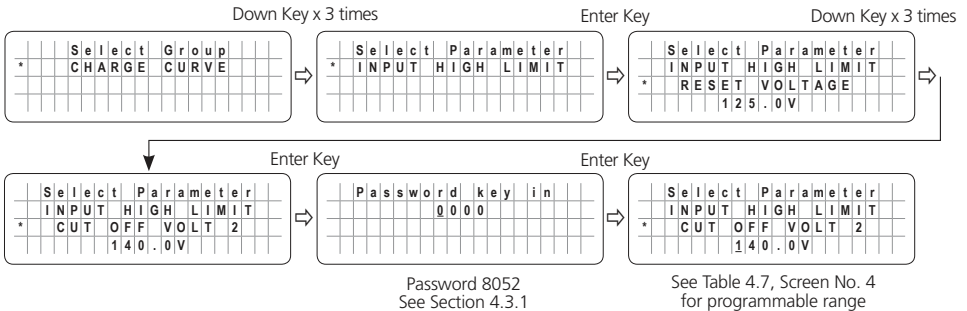 Down Key x 3 times
Enter Key
Down Key x 3 times
Select Group
* CHARGE CURVE
Select Parameter
* INPUT HIGH LIMIT
Select Parameter
INPUT HIGH LIMIT
* RESET VOLTAGE
125.0V
Enter Key
Enter Key
Select Parameter
INPUT HIGH LIMIT
* CUT OFF VOLT 2
140.0V
Password key in
0000
Select Parameter
INPUT HIGH LIMIT
* CUT OFF VOLT 2
140.0V
Password 8052
See Section 4.3.1
See Table 4.7, Screen No. 4
for programmable range